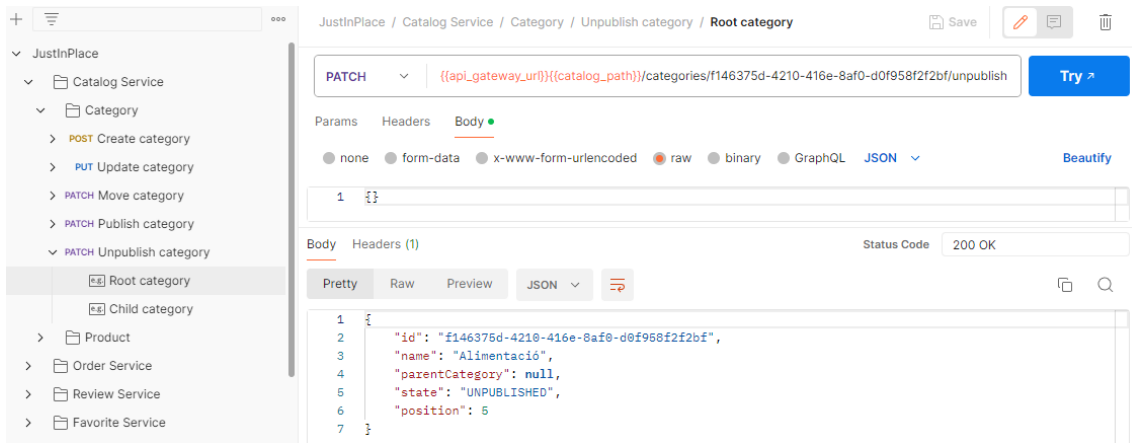 JustInPlace / Catalog Service / Category / Unpublish category / Root category
Save
JustInPlace
Catalog Service
Category
POST Create category
PUT Update category
PATCH Move category
PATCH Publish category
PATCH Unpublish category
e.g. Root category
e.g. Child category
Product
Order Service
Review Service
Favorite Service
PATCH {{api_gateway_url}}{{catalog_path}}/categories/f146375d-4210-416e-8af0-d0f958f2f2bf/unpublish Try
Params Headers Body
none form-data x-www-form-urlencoded raw binary GraphQL JSON Beautify
1 {}
Body Headers (1) Status Code 200 OK
Pretty Raw Preview JSON
1 {
2 "id": "f146375d-4210-416e-8af0-d0f958f2f2bf",
3 "name": "Alimentació",
4 "parentCategory": null,
5 "state": "UNPUBLISHED",
6 "position": 5
7 }